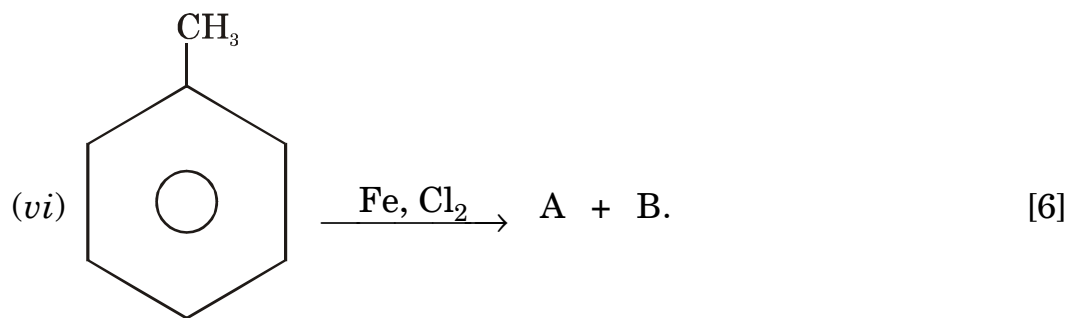 CH₃
(vi) Fe, Cl₂ A + B. [6]